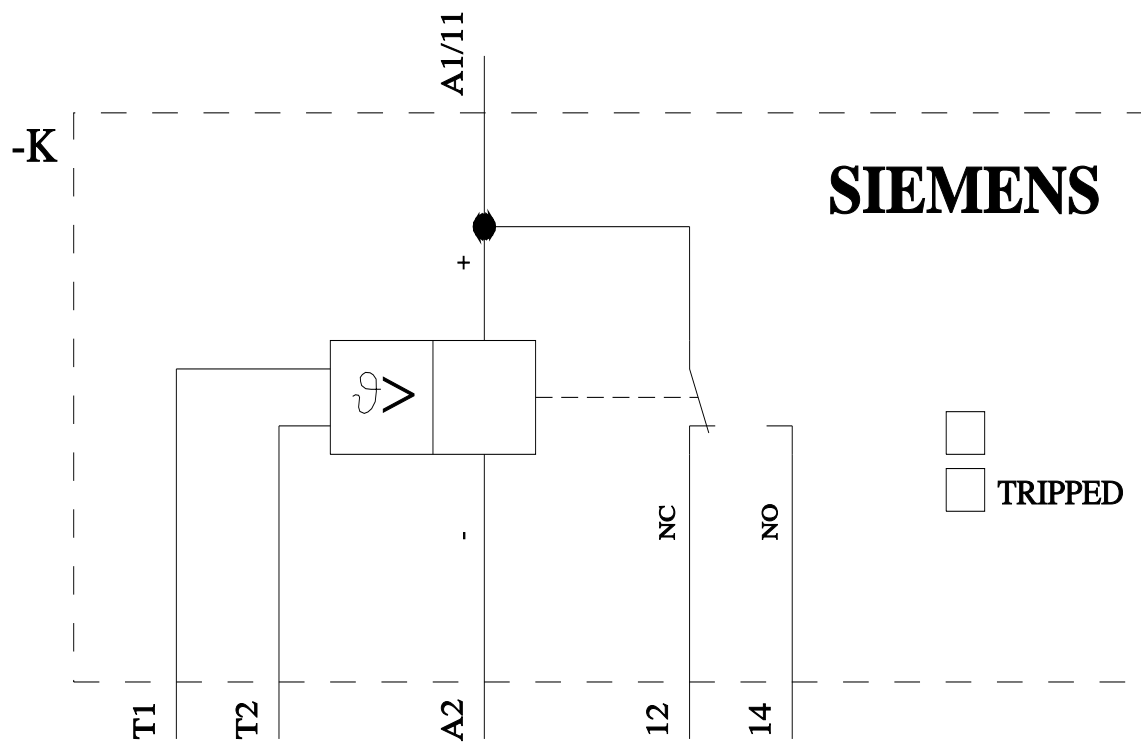 A1/11
-K
SIEMENS
+
ϑ>
-
NC
NO
TRIPPED
T1
T2
A2
12
14